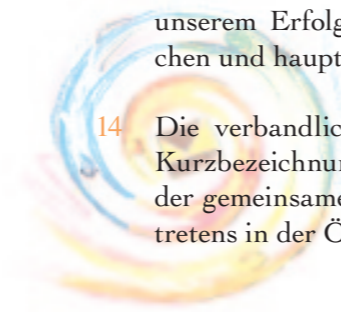 unserem Erfolg
chen und haupt
14 Die verbandlic
Kurzbezeichnun
der gemeinsame
tretens in der Ö